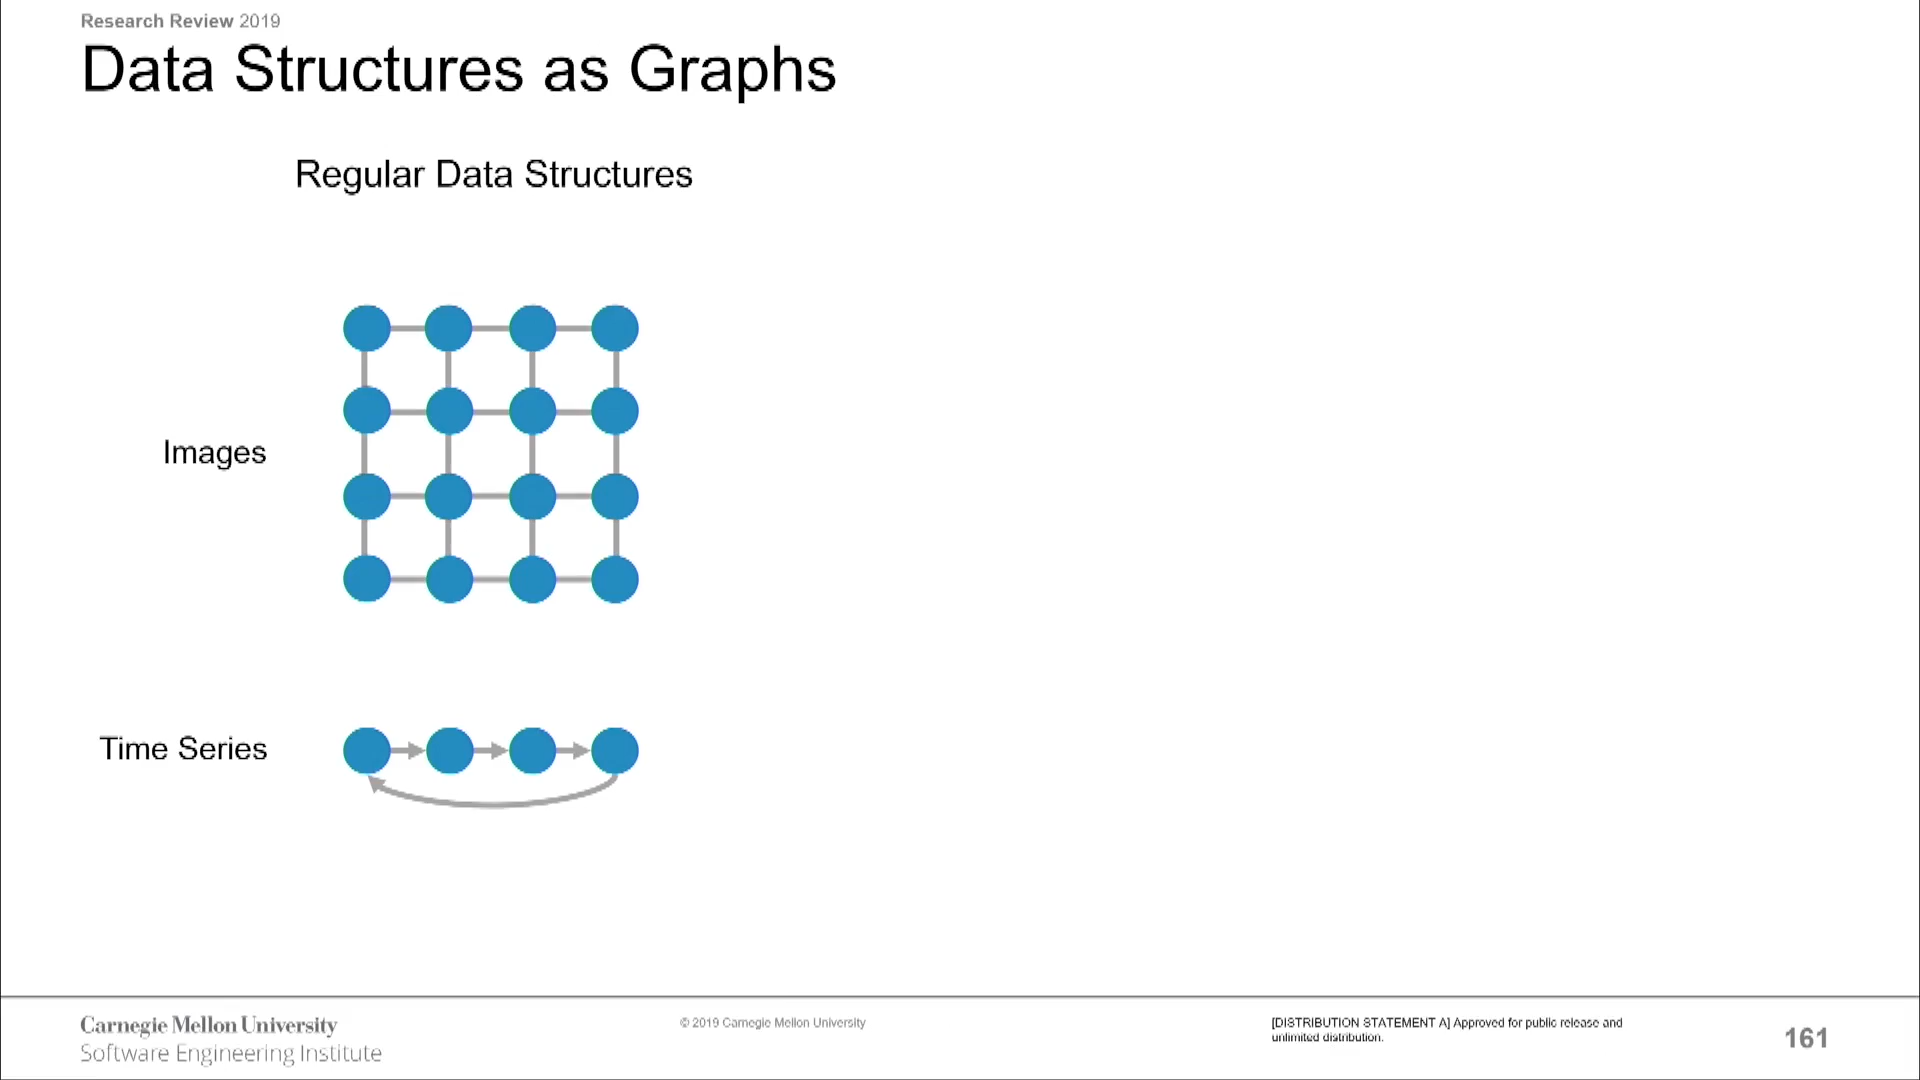 Research Review 2019
Data Structures as Graphs
Regular Data Structures
Images
Time Series
Carnegie Mellon University
Software Engineering Institute
© 2019 Carnegie Mellon University
[DISTRIBUTION STATEMENT A] Approved for public release and
unlimited distribution.
161